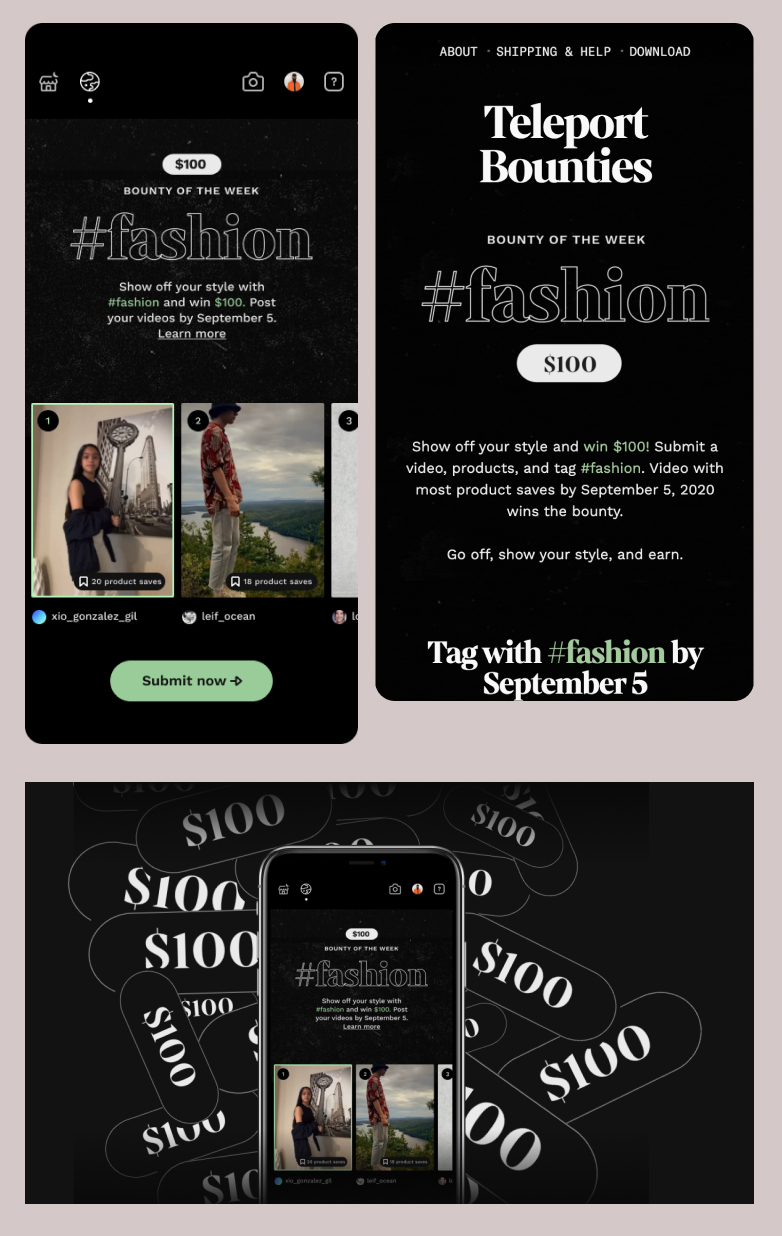 $100
BOUNTY OF THE WEEK
#fashion
Show off your style with
#fashion and win $100. Post
your videos by September 5.
Learn more
1
2
3
20 product saves
18 product saves
xio_gonzalez_gil
leif_ocean
Submit now
ABOUT • SHIPPING & HELP • DOWNLOAD
Teleport
Bounties
BOUNTY OF THE WEEK
#fashion
$100
Show off your style and win $100! Submit a
video, products, and tag #fashion. Video with
most product saves by September 5, 2020
wins the bounty.
Go off, show your style, and earn.
Tag with #fashion by
September 5
$100
$100
$100
$100
$100
$100
$100
$100
$100
$100
BOUNTY OF THE WEEK
#fashion
Show off your style with
#fashion and win $100. Post
your videos by September 5.
Learn more
1
2
3
20 product saves
18 product saves
xio_gonzalez_gil
leif_ocean